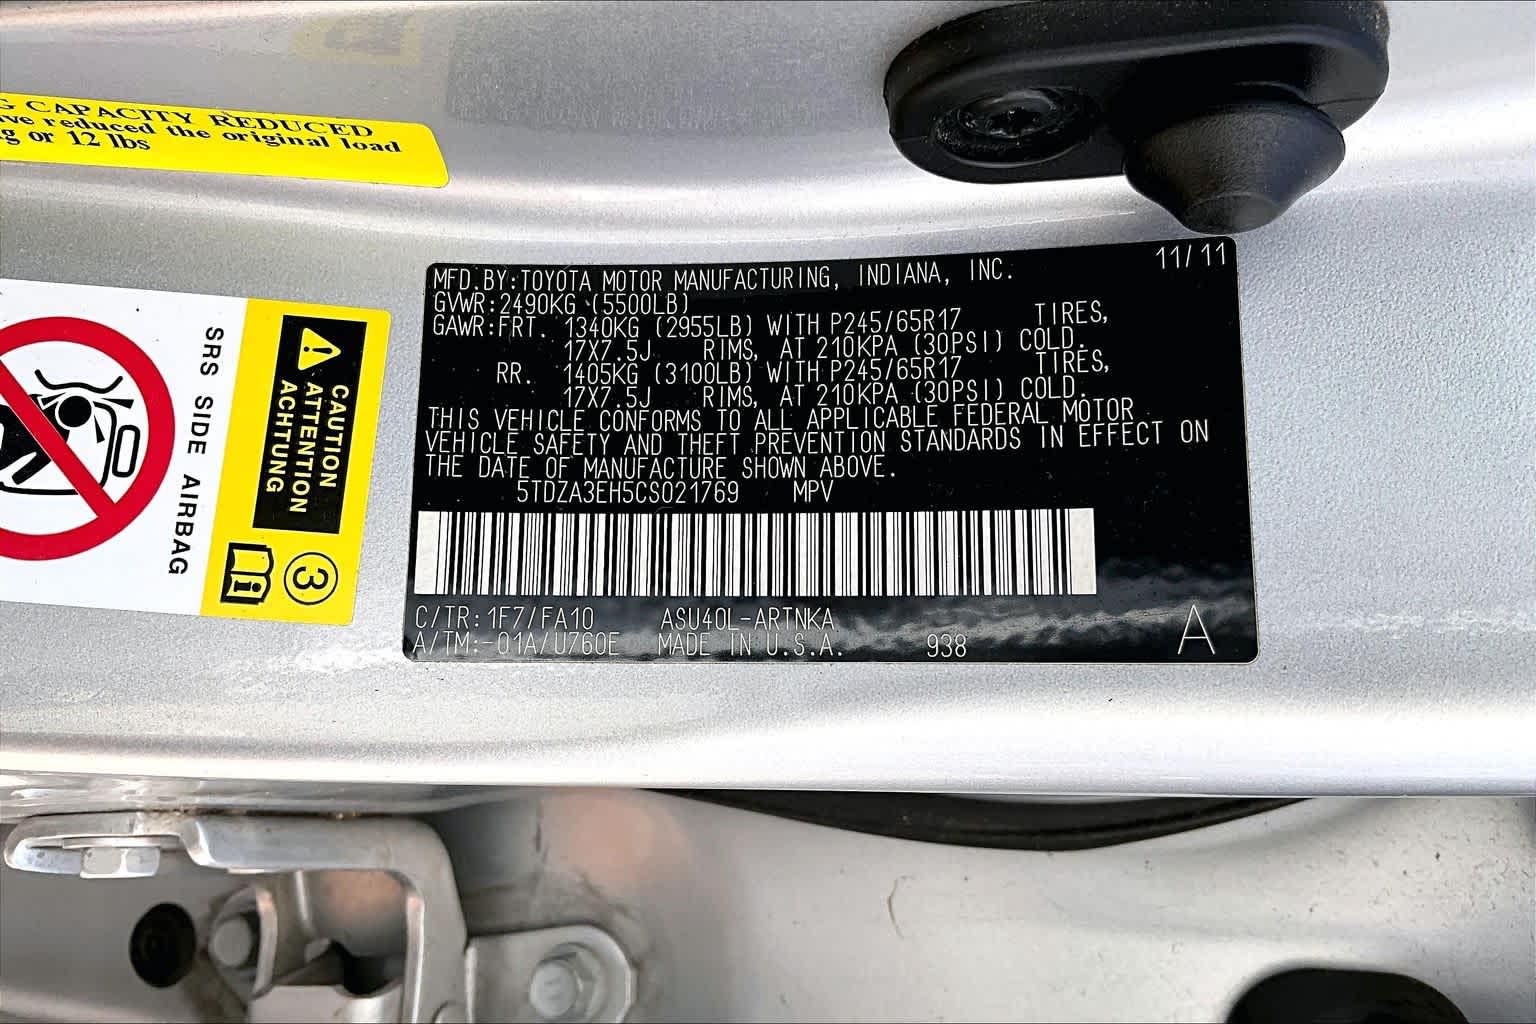 G CAPACITY REDUCED
ve reduced the original load
g or 12 lbs
SRS SIDE AIRBAG
CAUTION
ATTENTION
ACHTUNG
3
i
11/11
MFD.BY:TOYOTA MOTOR MANUFACTURING, INDIANA, INC.
GVWR:2490KG (5500LB)
GAWR:FRT. 1340KG (2955LB) WITH P245/65R17 TIRES,
17X7.5J RIMS, AT 210KPA (30PSI) COLD.
RR. 1405KG (3100LB) WITH P245/65R17 TIRES,
17X7.5J RIMS, AT 210KPA (30PSI) COLD.
THIS VEHICLE CONFORMS TO ALL APPLICABLE FEDERAL MOTOR
VEHICLE SAFETY AND THEFT PREVENTION STANDARDS IN EFFECT ON
THE DATE OF MANUFACTURE SHOWN ABOVE.
5TDZA3EH5CS021769 MPV
C/TR:1F7/FA10 ASU40L-ARTNKA
A/TM:-01A/U760E MADE IN U.S.A. 938 A